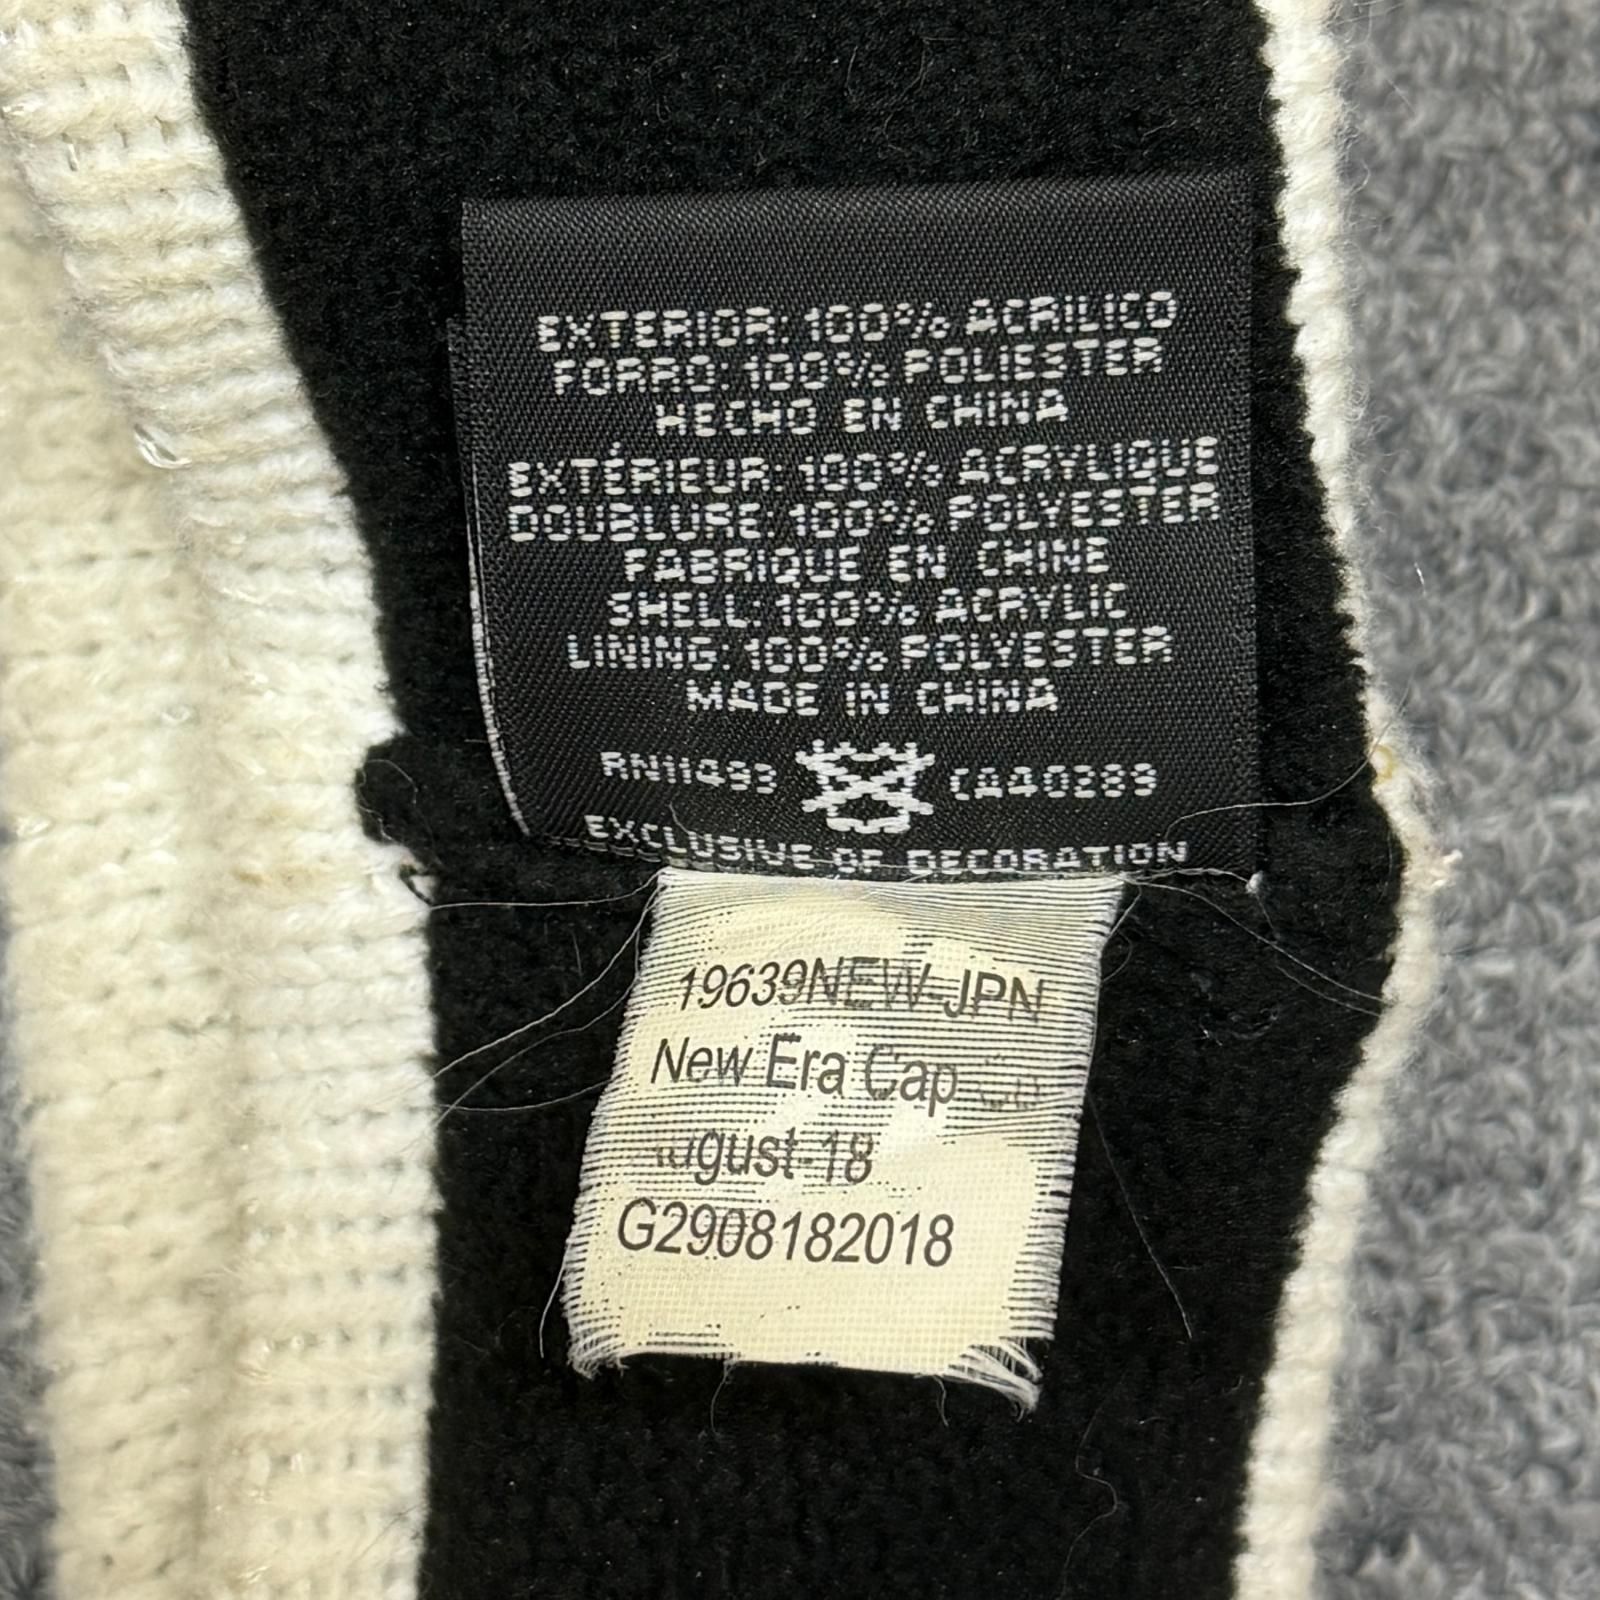 EXTERIOR: 100% ACRILICO
FORRO: 100% POLIESTER
HECHO EN CHINA
EXTÉRIEUR: 100% ACRYLIQUE
DOUBLURE 100% POLYESTER
FABRIQUE EN CHINE
SHELL: 100% ACRYLIC
LINING: 100% POLYESTER
MADE IN CHINA
RN11493 CA40289
EXCLUSIVE OF DECORATION
19639NEW-JPN
New Era Cap
August-18
G2908182018